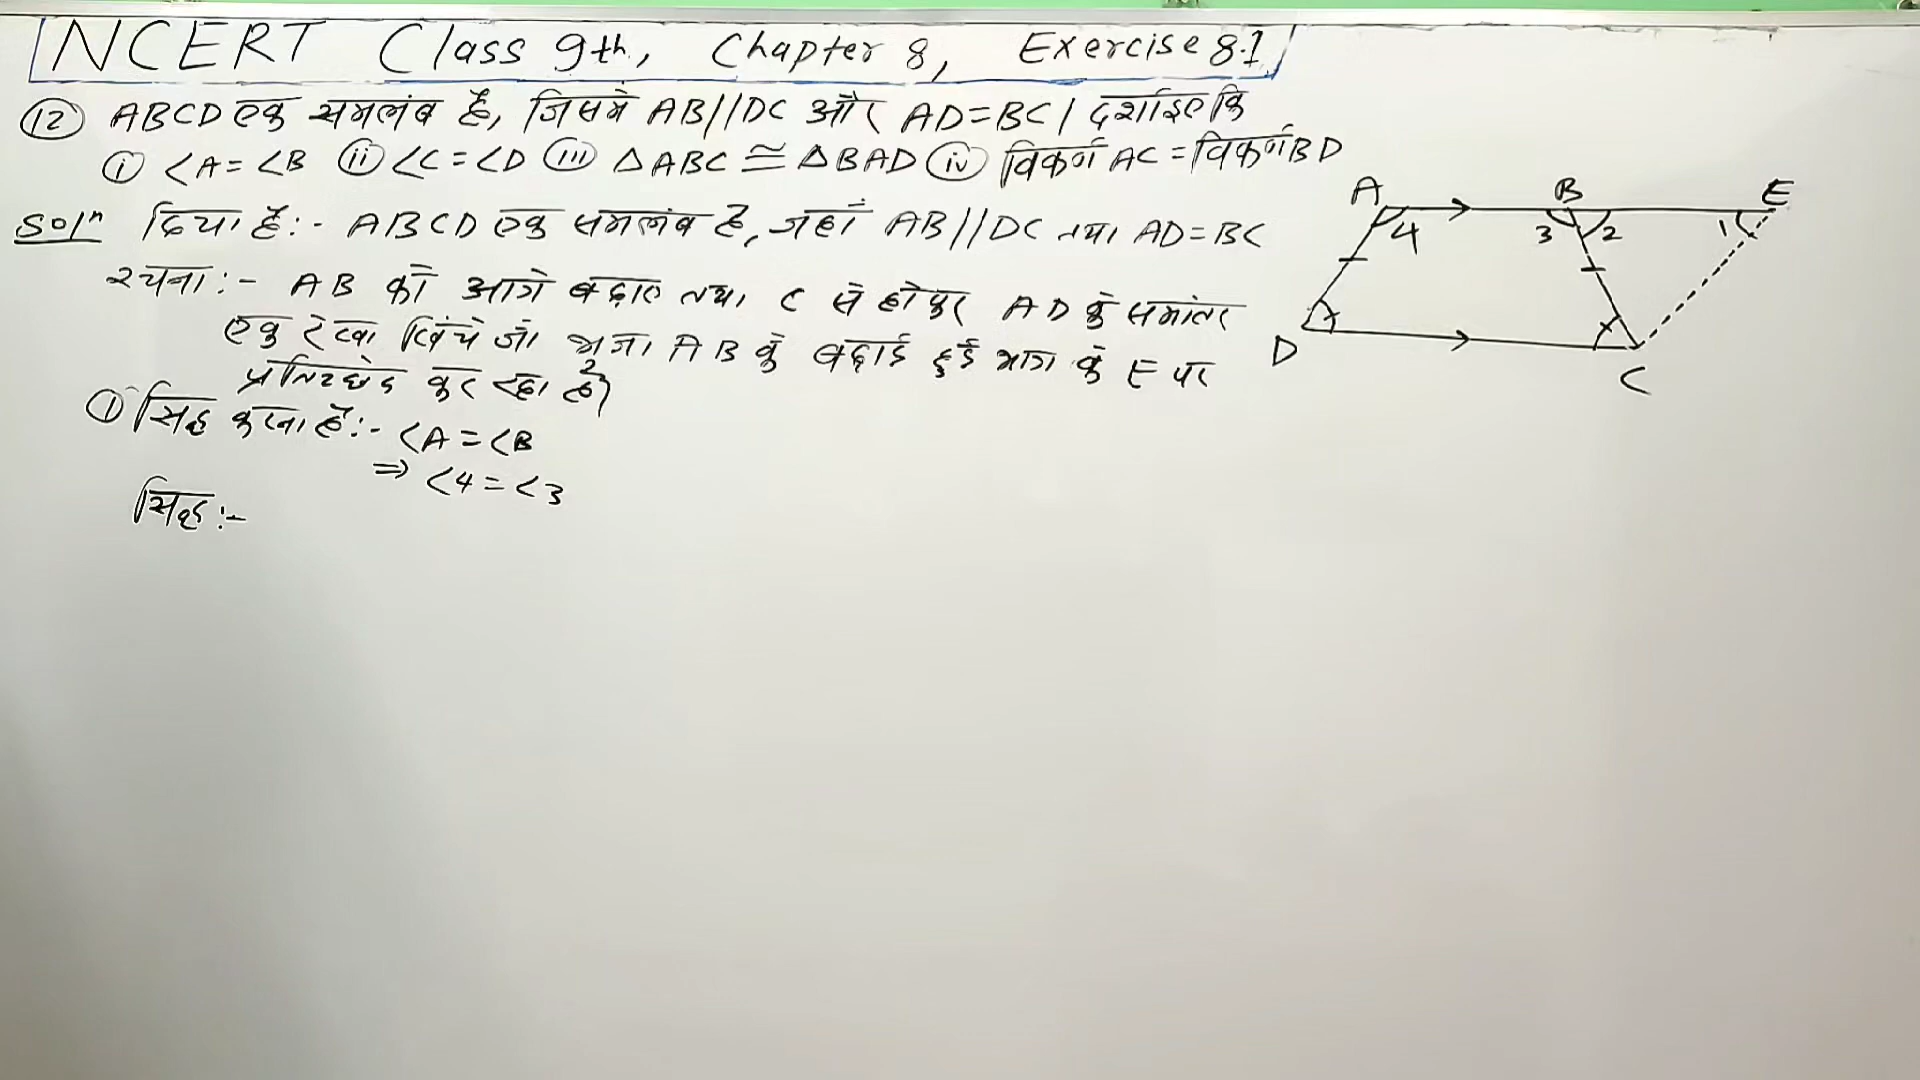 NCERT Class 9th, Chapter 8, Exercise 8.1
(12) ABCD एक समलंब है, जिसमे AB//DC और AD=BC। दर्शाइए कि
(i) <A=<B (ii) <C=<D (iii) △ABC ≅ △BAD (iv) विकर्ण AC=विकर्ण BD
Solⁿ दिया है:- ABCD एक समलंब है, जहाँ AB//DC तथा AD=BC
रचना:- AB को आगे बढ़ाए तथा C से होकर AD के समांतर
एक रेखा खिंचे जो भुजा AB के बढ़ाई हुई भाग के E पर
प्रतिच्छेद कर रहा है।
(i) सिद्ध करना है:- <A=<B
⇒ <4=<3
सिद्ध:-
A B E
4 3 2 1
D C